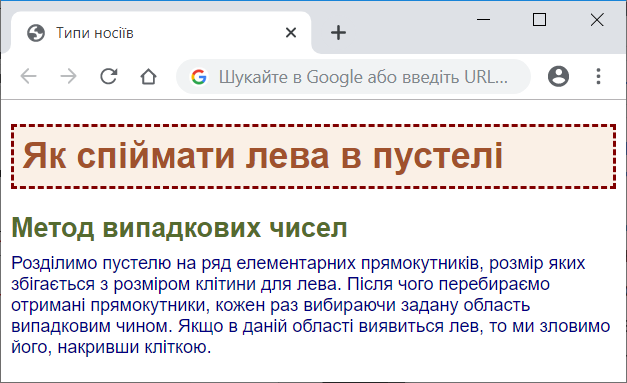 Типи носіїв
Шукайте в Google або введіть URL...
Як спіймати лева в пустелі
Метод випадкових чисел
Розділимо пустелю на ряд елементарних прямокутників, розмір яких
збігається з розміром клітини для лева. Після чого перебираємо
отримані прямокутники, кожен раз вибираючи задану область
випадковим чином. Якщо в даній області виявиться лев, то ми зловимо
його, накривши кліткою.